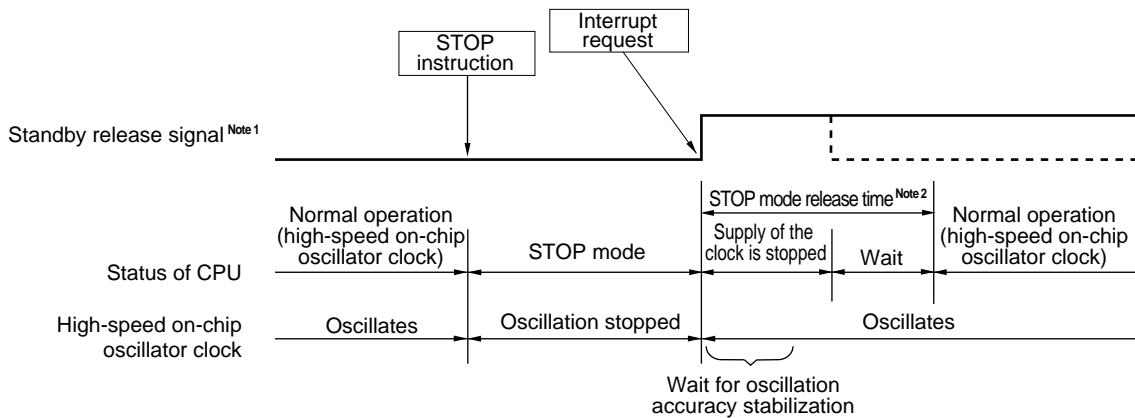 Interrupt
request
STOP
instruction
Standby release signal Note 1
STOP mode release time Note 2
Normal operation
(high-speed on-chip
oscillator clock)
Supply of the
clock is stopped
Normal operation
(high-speed on-chip
oscillator clock)
STOP mode
Wait
Status of CPU
High-speed on-chip
oscillator clock
Oscillates
Oscillation stopped
Oscillates
Wait for oscillation
accuracy stabilization